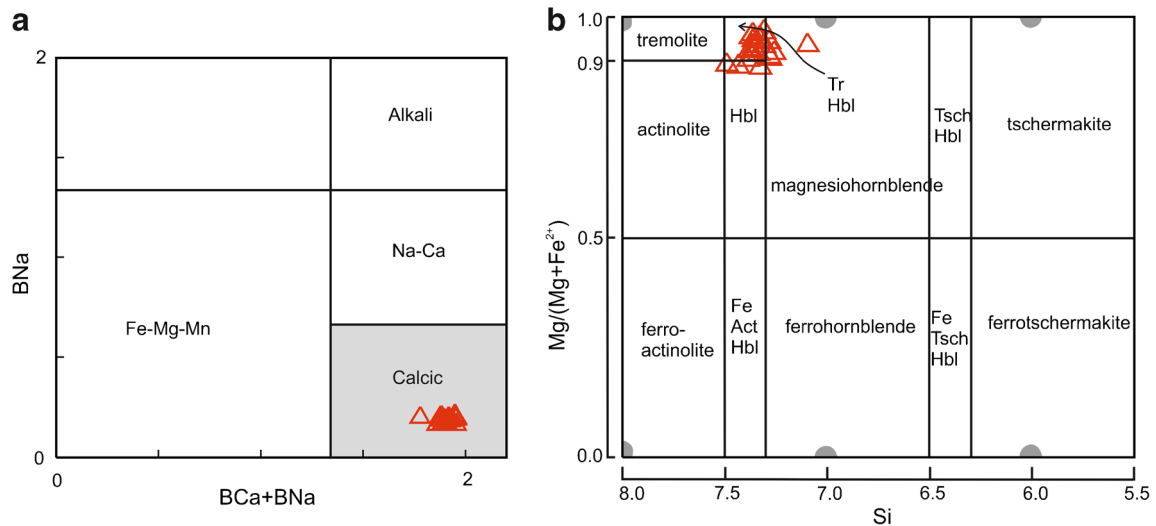 a
2
Alkali
Na-Ca
BNa
Fe-Mg-Mn
Calcic
0
0
2
BCa+BNa
b
1.0
tremolite
0.9
Tr
Hbl
actinolite
Hbl
Tsch
Hbl
tschermakite
magnesiohornblende
Mg/(Mg+Fe²⁺)
0.5
ferro-
actinolite
Fe
Act
Hbl
ferrohornblende
Fe
Tsch
Hbl
ferrotschermakite
0.0
8.0
7.5
7.0
6.5
6.0
5.5
Si